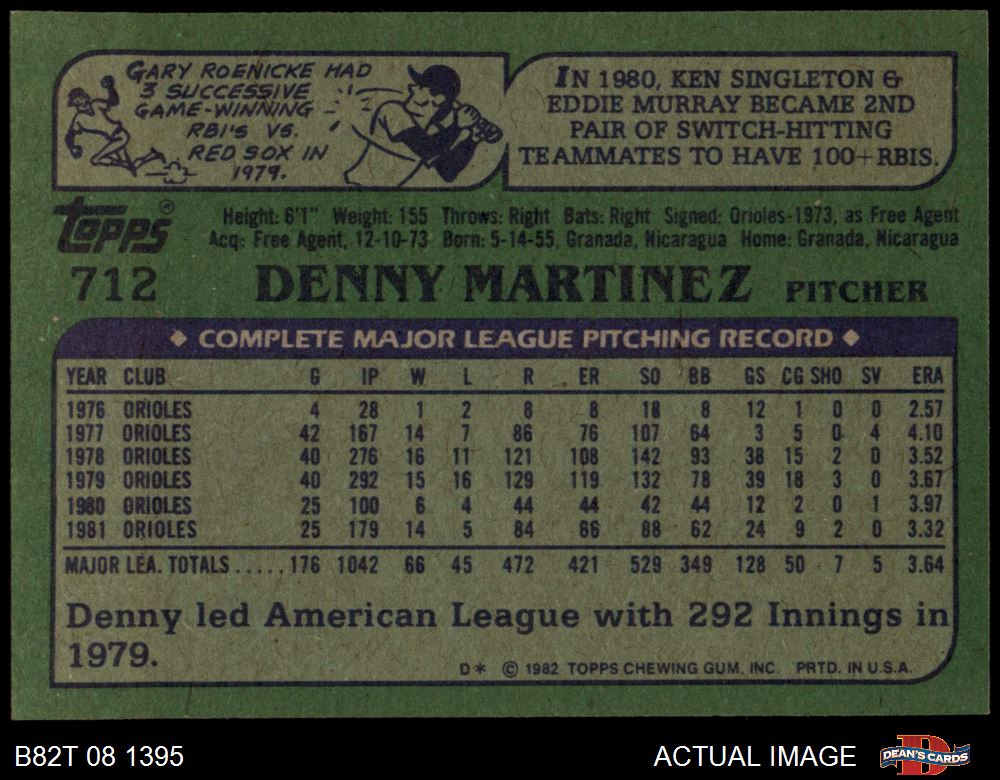 GARY ROENICKE HAD
3 SUCCESSIVE
GAME-WINNING
RBI'S VS.
RED SOX IN
1979.
IN 1980, KEN SINGLETON &
EDDIE MURRAY BECAME 2ND
PAIR OF SWITCH-HITTING
TEAMMATES TO HAVE 100+ RBIS.
TOPPS®
Height: 6'1" Weight: 155 Throws: Right Bats: Right Signed: Orioles-1973, as Free Agent
Acq: Free Agent, 12-10-73 Born: 5-14-55, Granada, Nicaragua Home: Granada, Nicaragua
712 DENNY MARTINEZ PITCHER
◆ COMPLETE MAJOR LEAGUE PITCHING RECORD ◆
YEAR CLUB G IP W L R ER SO BB GS CG SHO SV ERA
1976 ORIOLES 4 28 1 2 8 8 18 8 12 1 0 0 2.57
1977 ORIOLES 42 167 14 7 86 76 107 64 3 5 0 4 4.10
1978 ORIOLES 40 276 16 11 121 108 142 93 38 15 2 0 3.52
1979 ORIOLES 40 292 15 16 129 119 132 78 39 18 3 0 3.67
1980 ORIOLES 25 100 6 4 44 44 42 44 12 2 0 1 3.97
1981 ORIOLES 25 179 14 5 84 66 88 62 24 9 2 0 3.32
MAJOR LEA. TOTALS.....176 1042 66 45 472 421 529 349 128 50 7 5 3.64
Denny led American League with 292 Innings in
1979.
D* © 1982 TOPPS CHEWING GUM, INC. PRTD. IN U.S.A.
B82T 08 1395 ACTUAL IMAGE DEAN'S CARDS